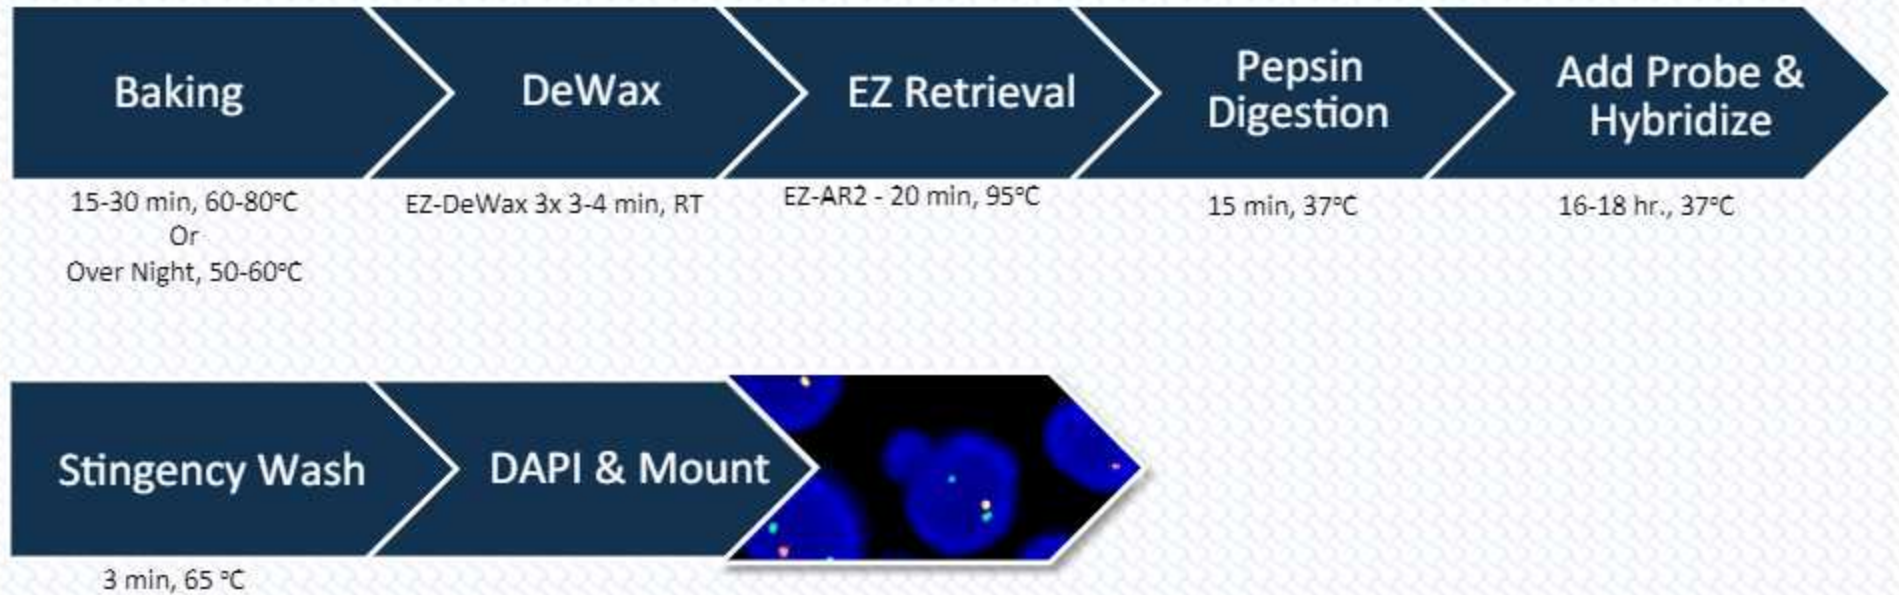 Baking
DeWax
EZ Retrieval
Pepsin
Digestion
Add Probe &
Hybridize
15-30 min, 60-80°C
Or
Over Night, 50-60°C
EZ-DeWax 3x 3-4 min, RT
EZ-AR2 - 20 min, 95°C
15 min, 37°C
16-18 hr., 37°C
Stingency Wash
DAPI & Mount
3 min, 65 °C